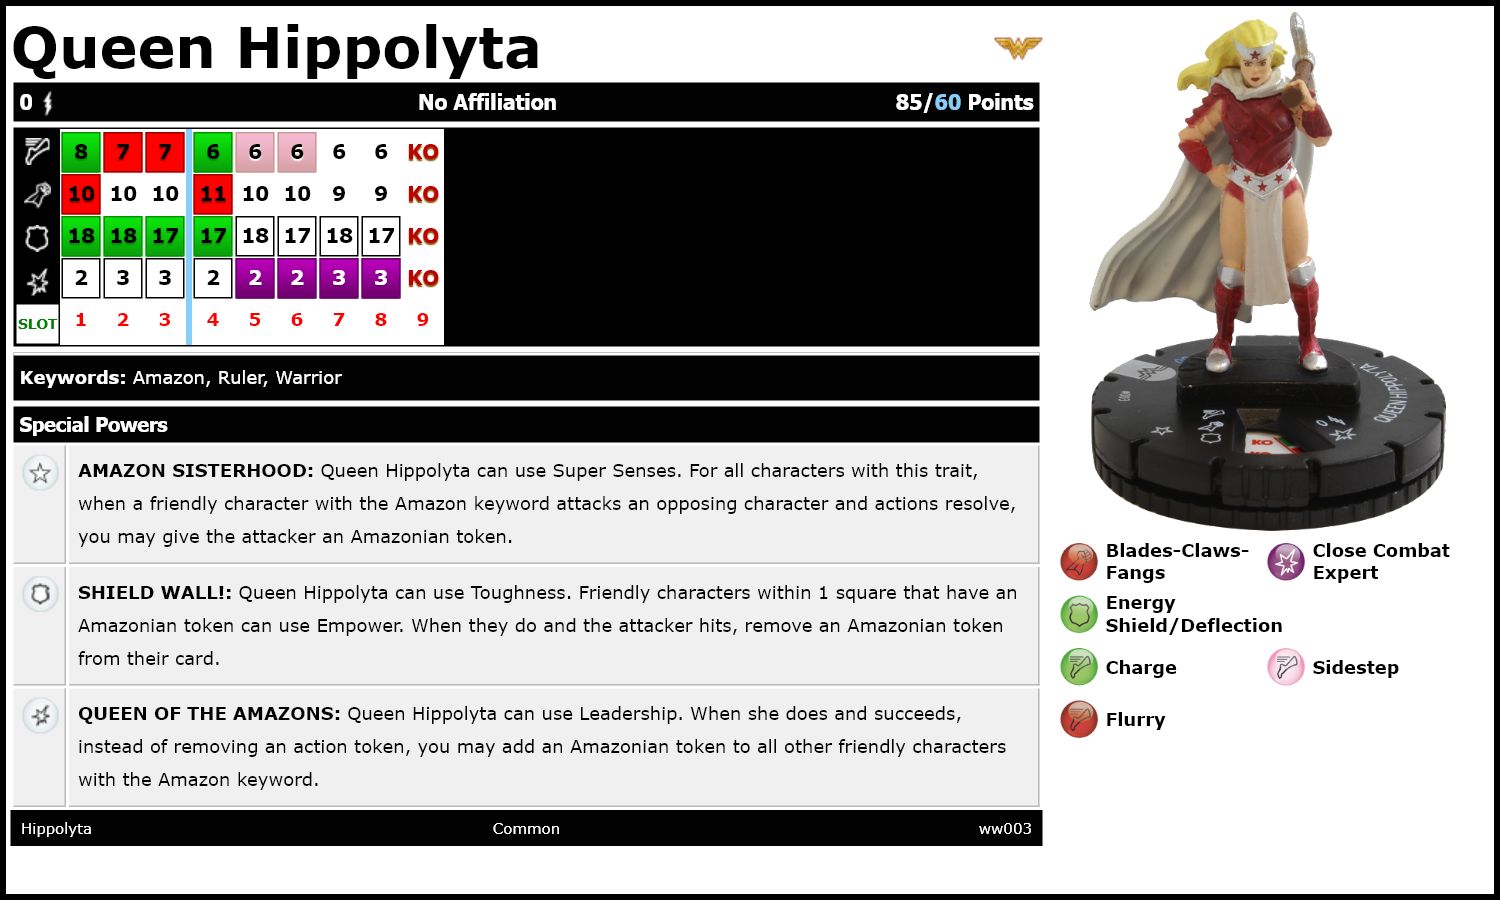 Queen Hippolyta
0 No Affiliation 85/60 Points
8 7 7 6 6 6 6 6 KO
10 10 10 11 10 10 9 9 KO
18 18 17 17 18 17 18 17 KO
2 3 3 2 2 2 3 3 KO
SLOT 1 2 3 4 5 6 7 8 9
Keywords: Amazon, Ruler, Warrior
Special Powers
AMAZON SISTERHOOD: Queen Hippolyta can use Super Senses. For all characters with this trait,
when a friendly character with the Amazon keyword attacks an opposing character and actions resolve,
you may give the attacker an Amazonian token.
SHIELD WALL!: Queen Hippolyta can use Toughness. Friendly characters within 1 square that have an
Amazonian token can use Empower. When they do and the attacker hits, remove an Amazonian token
from their card.
QUEEN OF THE AMAZONS: Queen Hippolyta can use Leadership. When she does and succeeds,
instead of removing an action token, you may add an Amazonian token to all other friendly characters
with the Amazon keyword.
Hippolyta Common ww003
#003
QUEEN HIPPOLYTA
0
KO
Blades-Claws-
Fangs
Close Combat
Expert
Energy
Shield/Deflection
Charge
Sidestep
Flurry